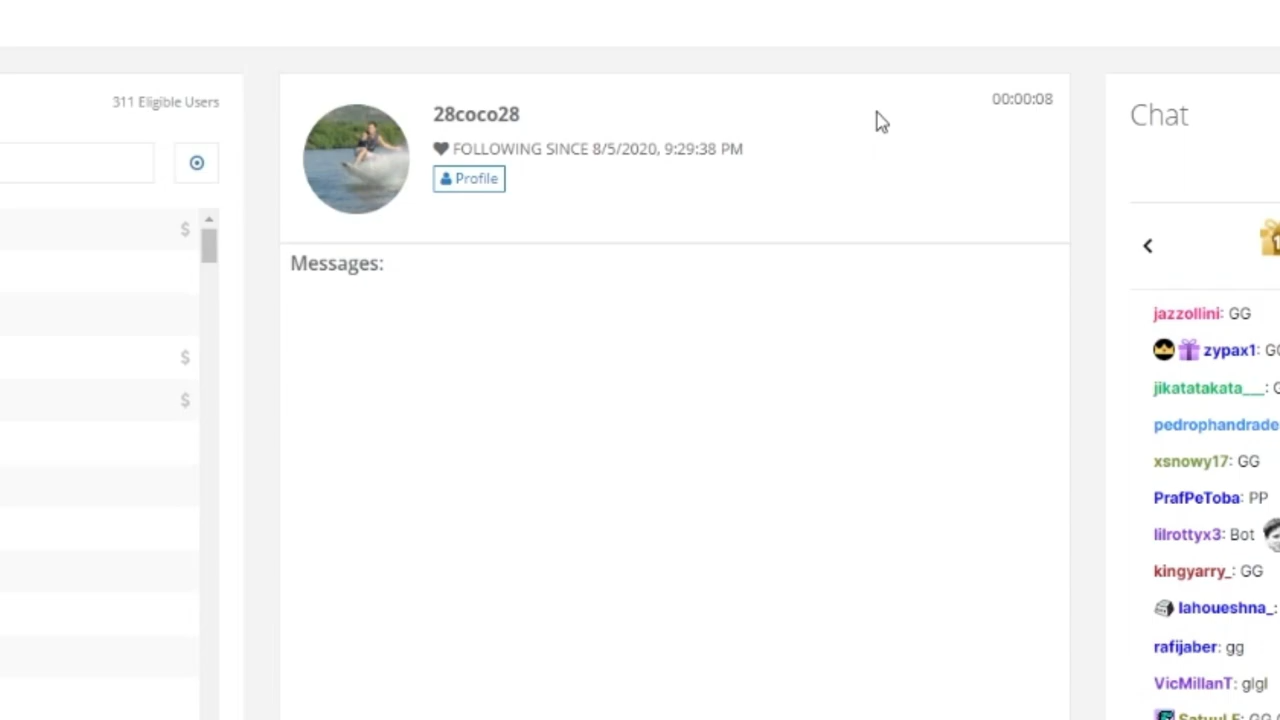 311 Eligible Users
$
$
$
28coco28
00:00:08
FOLLOWING SINCE 8/5/2020, 9:29:38 PM
Profile
Messages:
Chat
jazzollini: GG
zypax1:
jikatatakata___:
pedrophandrade
xsnowy17: GG
PrafPeToba: PP
lilrottyx3: Bot
kingyarry_: GG
lahoueshna_:
rafijaber: gg
VicMillanT: glgl